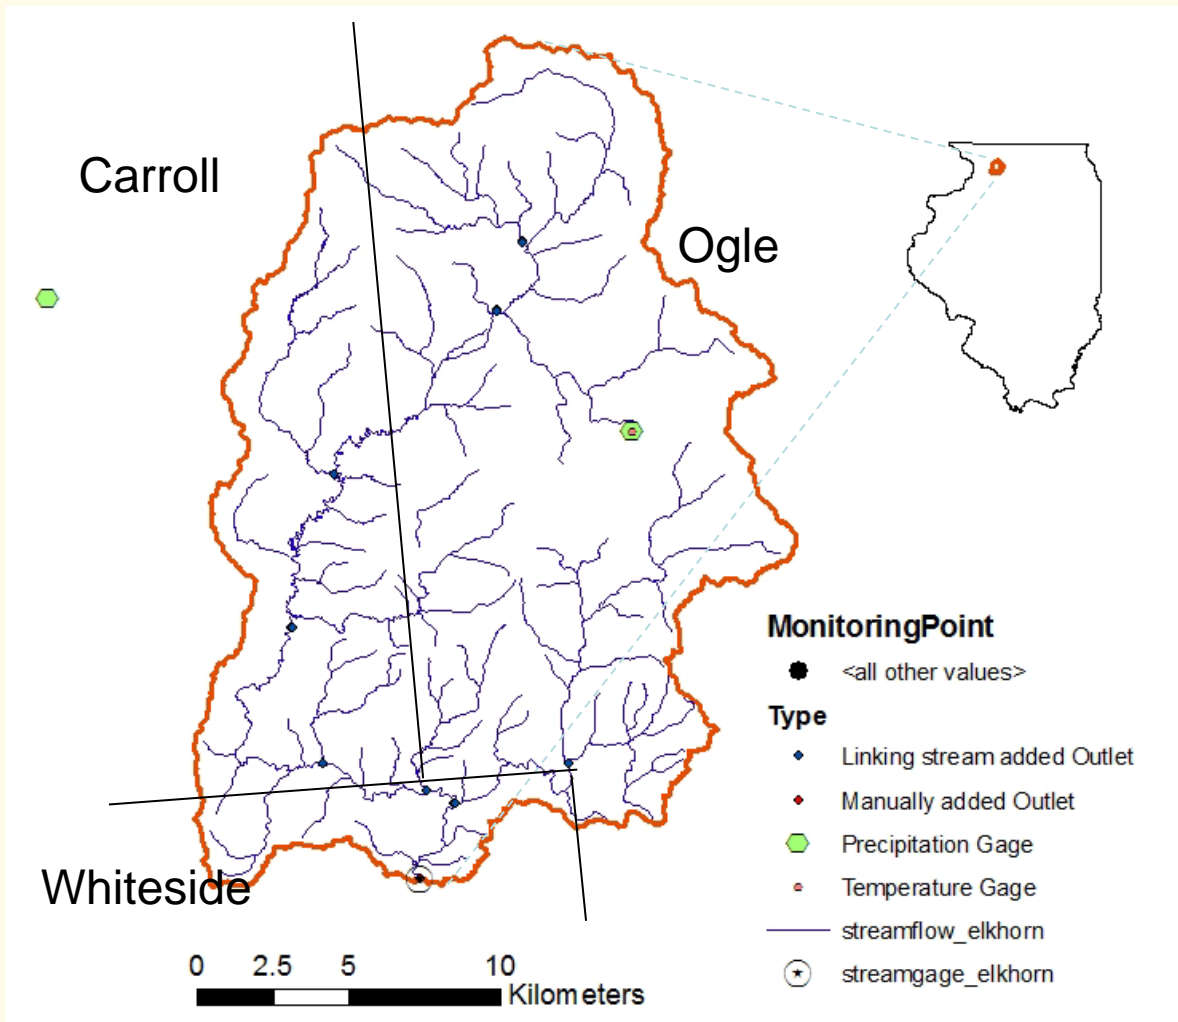 Carroll
Ogle
Whiteside
MonitoringPoint
<all other values>
Type
Linking stream added Outlet
Manually added Outlet
Precipitation Gage
Temperature Gage
streamflow_elkhorn
streamgage_elkhorn
0 2.5 5 10
Kilometers